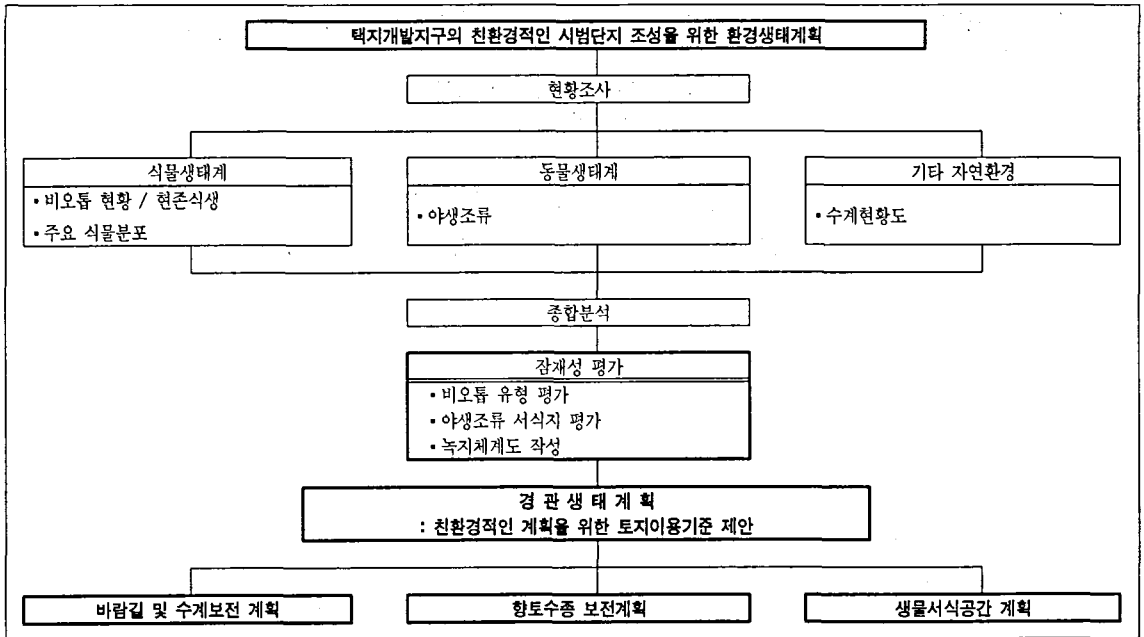 택지개발지구의 친환경적인 시범단지 조성을 위한 환경생태계획
현황조사
식물생태계
▪ 비오톱 현황 / 현존식생
▪ 주요 식물분포
동물생태계
▪ 야생조류
기타 자연환경
▪ 수계현황도
종합분석
잠재성 평가
▪ 비오톱 유형 평가
▪ 야생조류 서식지 평가
▪ 녹지체계도 작성
경 관 생 태 계 획
: 친환경적인 계획을 위한 토지이용기준 제안
바람길 및 수계보전 계획
향토수종 보전계획
생물서식공간 계획